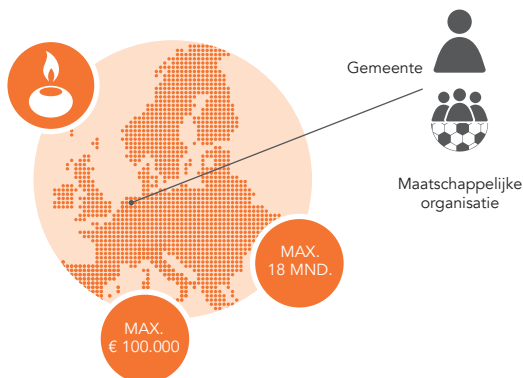 Gemeente
Maatschappelijke
organisatie
MAX.
18 MND.
MAX.
€ 100.000